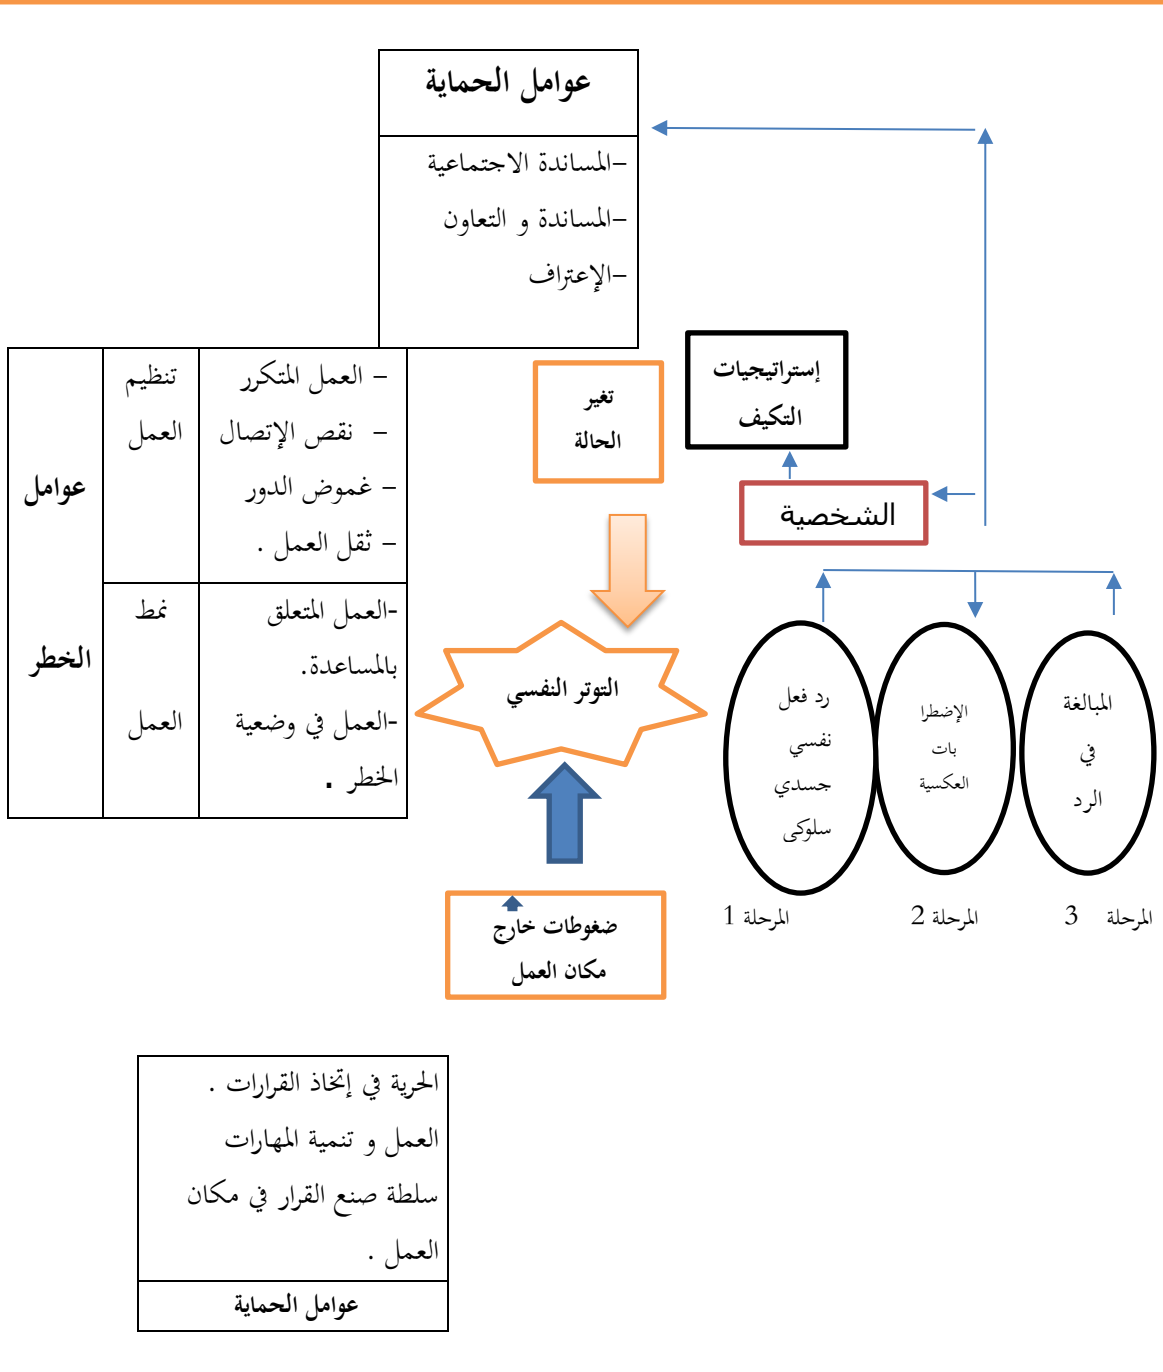 عوامل الحماية
–المساندة الاجتماعية
–المساندة و التعاون
–الإعتراف
إستراتيجيات
التكيف
تغير
الحالة
الشخصية
عوامل
الخطر
تنظيم
العمل
– العمل المتكرر
– نقص الإتصال
– غموض الدور
– ثقل العمل .
نمط
العمل
-العمل المتعلق
بالمساعدة.
-العمل في وضعية
الخطر .
التوتر النفسي
رد فعل
نفسي
جسدي
سلوكى
الإضطرا
بات
العكسية
المبالغة
في
الرد
المرحلة 1
المرحلة 2
المرحلة 3
ضغوطات خارج
مكان العمل
الحرية في إتخاذ القرارات .
العمل و تنمية المهارات
سلطة صنع القرار في مكان
العمل .
عوامل الحماية